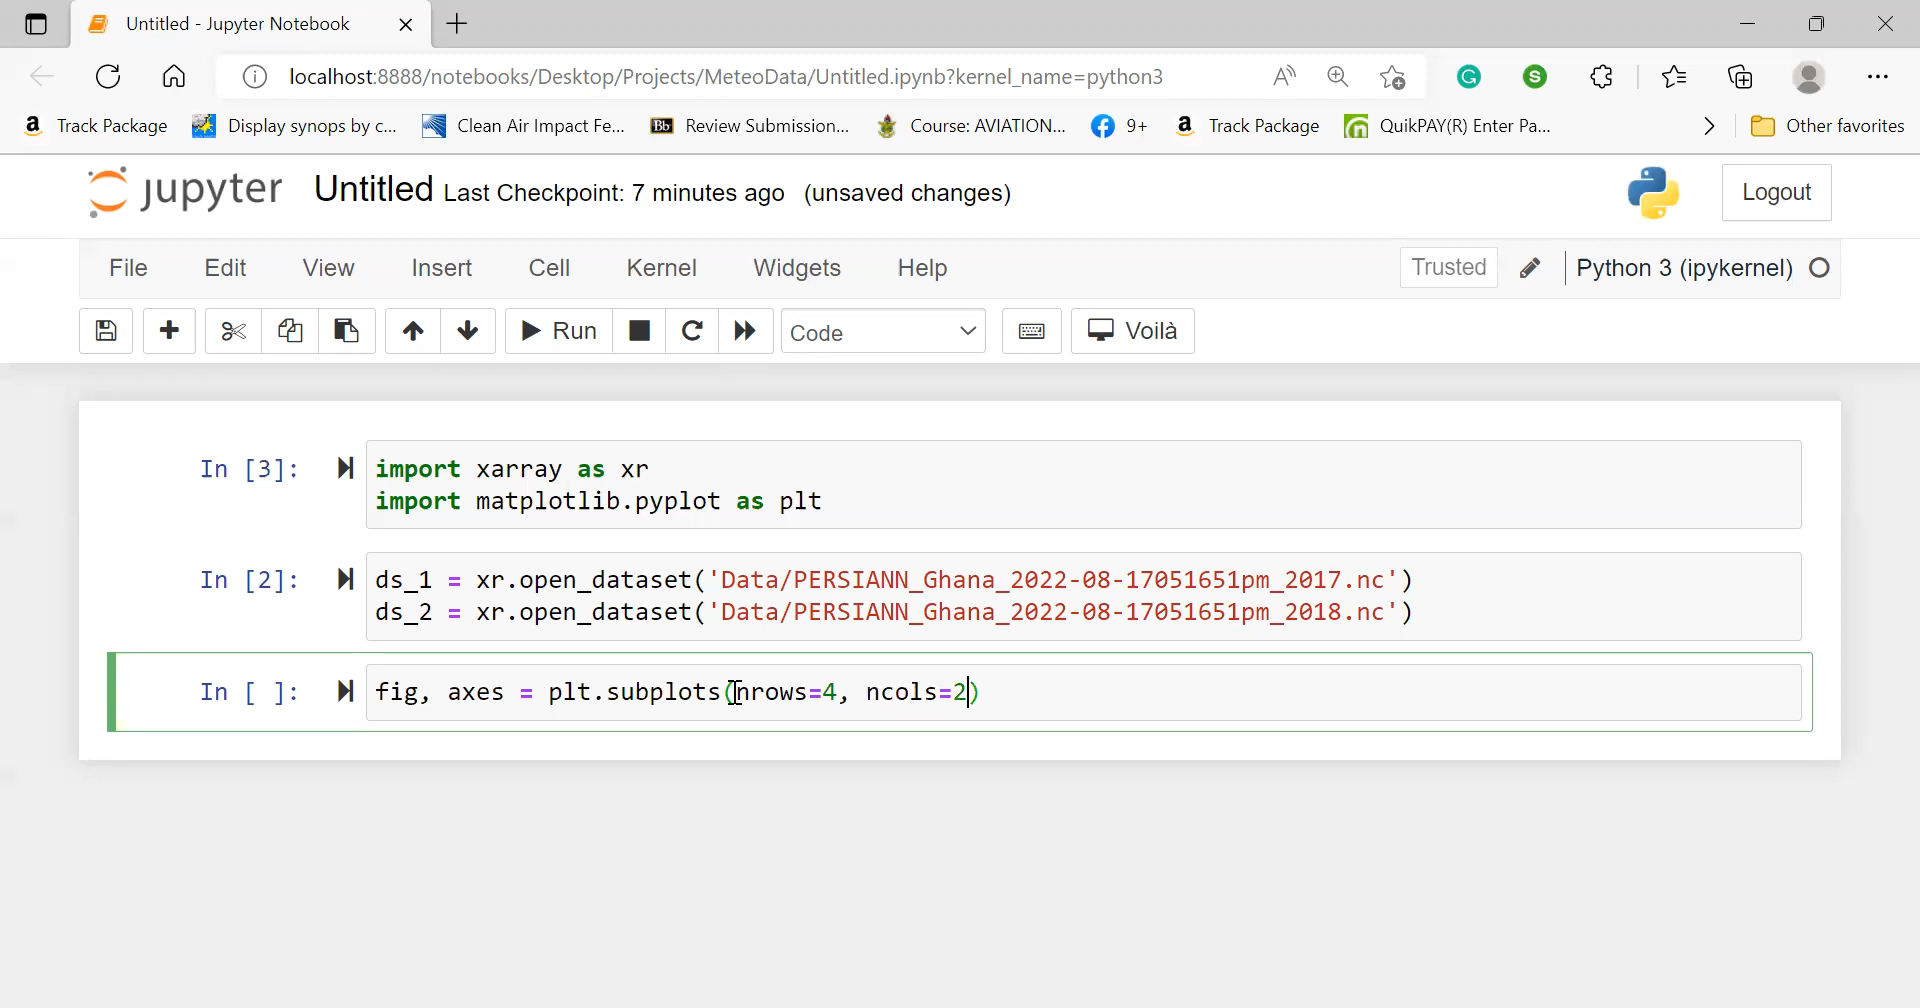 Untitled - Jupyter Notebook
localhost:8888/notebooks/Desktop/Projects/MeteoData/Untitled.ipynb?kernel_name=python3
Track Package Display synops by c... Clean Air Impact Fe... Review Submission... Course: AVIATION... 9+ Track Package QuikPAY(R) Enter Pa... Other favorites
jupyter Untitled Last Checkpoint: 7 minutes ago (unsaved changes) Logout
File Edit View Insert Cell Kernel Widgets Help Trusted Python 3 (ipykernel)
Run Code Voilà
In [3]: import xarray as xr
import matplotlib.pyplot as plt
In [2]: ds_1 = xr.open_dataset('Data/PERSIANN_Ghana_2022-08-17051651pm_2017.nc')
ds_2 = xr.open_dataset('Data/PERSIANN_Ghana_2022-08-17051651pm_2018.nc')
In [ ]: fig, axes = plt.subplots(nrows=4, ncols=2)